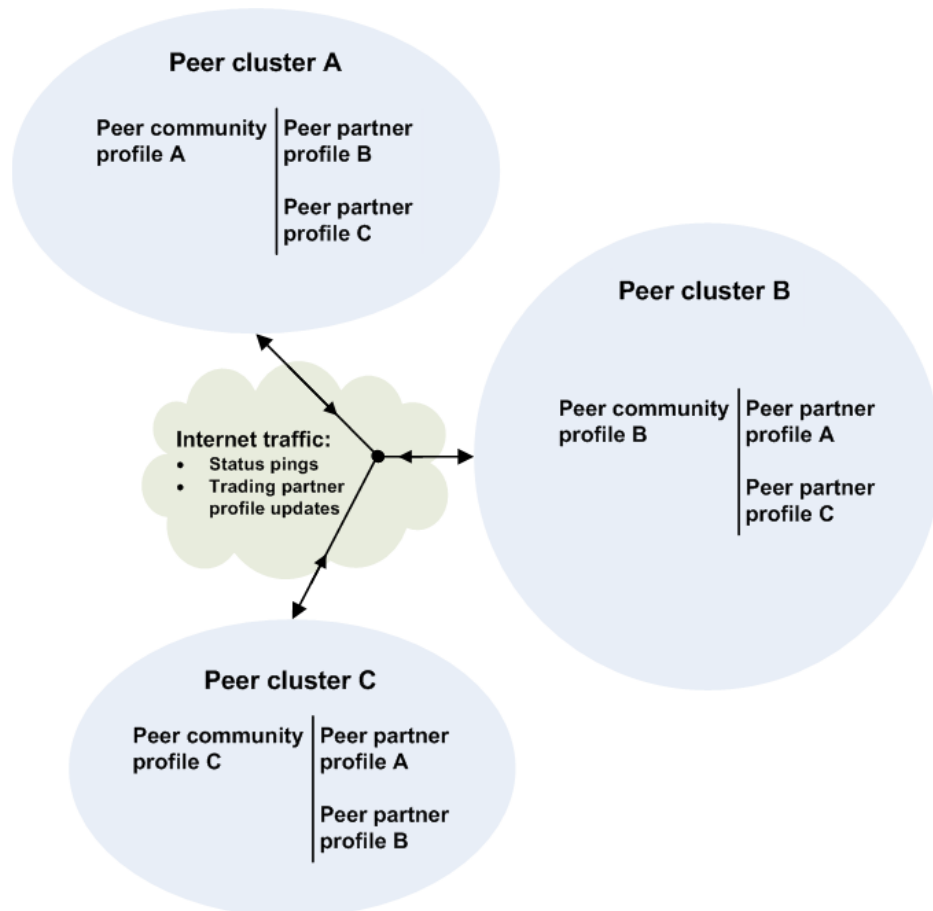 Peer cluster A
Peer community
profile A
Peer partner
profile B
Peer partner
profile C
Peer cluster B
Peer community
profile B
Peer partner
profile A
Peer partner
profile C
Internet traffic:
• Status pings
• Trading partner
profile updates
Peer cluster C
Peer community
profile C
Peer partner
profile A
Peer partner
profile B